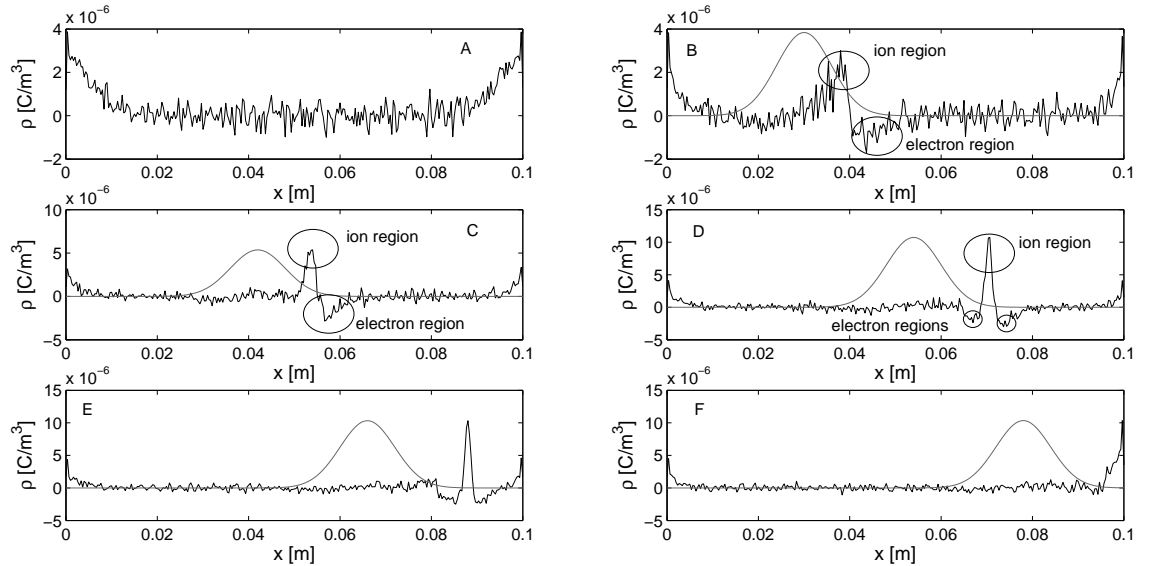 x 10⁻⁶
4
2
0
−2
ρ [C/m³]
A
0 0.02 0.04 0.06 0.08 0.1
x [m]
x 10⁻⁶
4
2
0
−2
ρ [C/m³]
B
ion region
electron region
0 0.02 0.04 0.06 0.08 0.1
x [m]
x 10⁻⁶
10
5
0
−5
ρ [C/m³]
ion region
C
electron region
0 0.02 0.04 0.06 0.08 0.1
x [m]
x 10⁻⁶
15
10
5
0
−5
ρ [C/m³]
D
ion region
electron regions
0 0.02 0.04 0.06 0.08 0.1
x [m]
x 10⁻⁶
15
10
5
0
−5
ρ [C/m³]
E
0 0.02 0.04 0.06 0.08 0.1
x [m]
x 10⁻⁶
15
10
5
0
−5
ρ [C/m³]
F
0 0.02 0.04 0.06 0.08 0.1
x [m]